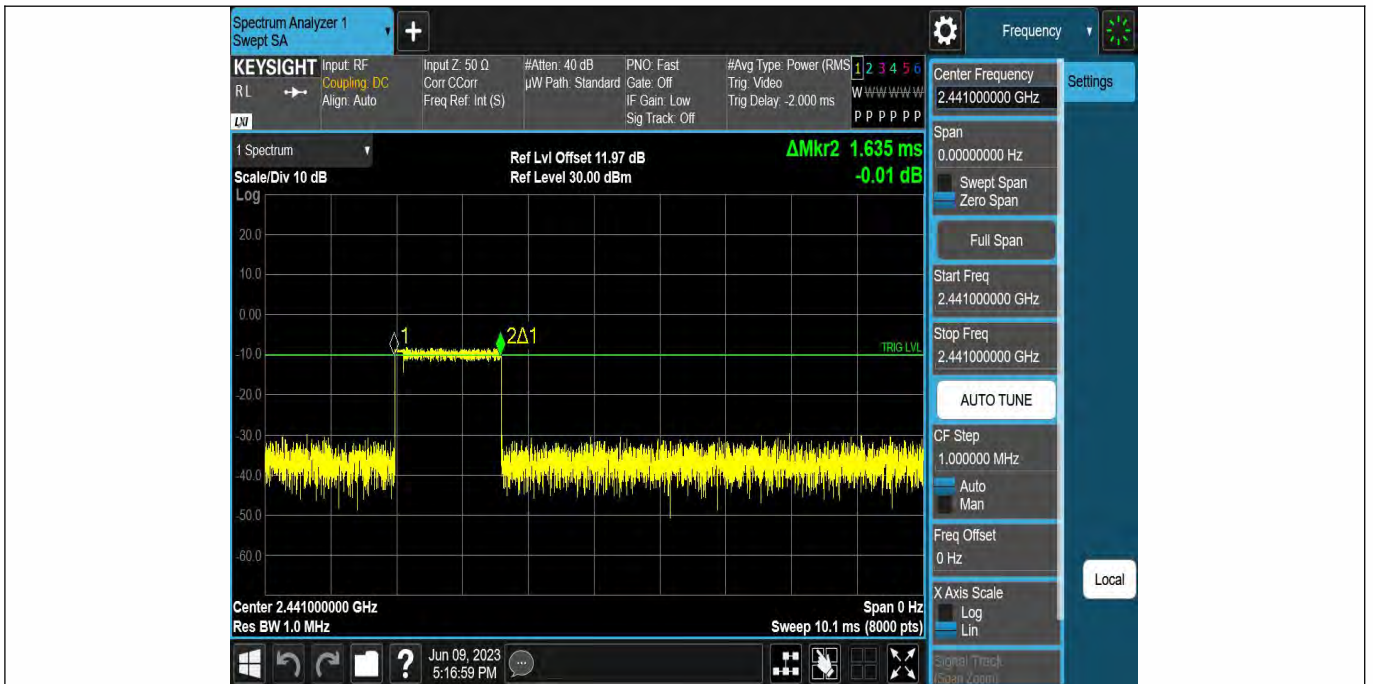 Spectrum Analyzer 1
Swept SA
+
Frequency
KEYSIGHT
RL
LXI
Input: RF
Coupling: DC
Align: Auto
Input Z: 50 Ω
Corr CCorr
Freq Ref: Int (S)
#Atten: 40 dB
µW Path: Standard
PNO: Fast
Gate: Off
IF Gain: Low
Sig Track: Off
#Avg Type: Power (RMS
Trig: Video
Trig Delay: -2.000 ms
1 2 3 4 5 6
W W W W W W
P P P P P P
1 Spectrum
Scale/Div 10 dB
Log
Ref Lvl Offset 11.97 dB
Ref Level 30.00 dBm
ΔMkr2 1.635 ms
-0.01 dB
20.0
10.0
0.00
-10.0
-20.0
-30.0
-40.0
-50.0
-60.0
1
2Δ1
TRIG LVL
Center 2.441000000 GHz
Res BW 1.0 MHz
Span 0 Hz
Sweep 10.1 ms (8000 pts)
Center Frequency
2.441000000 GHz
Settings
Span
0.00000000 Hz
Swept Span
Zero Span
Full Span
Start Freq
2.441000000 GHz
Stop Freq
2.441000000 GHz
AUTO TUNE
CF Step
1.000000 MHz
Auto
Man
Freq Offset
0 Hz
X Axis Scale
Log
Lin
Signal Track
(Span Zoom)
Local
?
Jun 09, 2023
5:16:59 PM